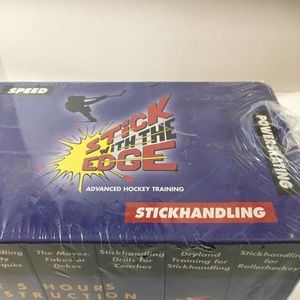 SPEED
STICK
WITH THE
EDGE
ADVANCED HOCKEY TRAINING
STICKHANDLING
POWERSKATING
The Moves,
Fakes or
Dekes
Stickhandling
Drills for
Coaches
Dryland
Training for
Stickhandling
Stickhandling
for
Rollerhockey
5 HOURS